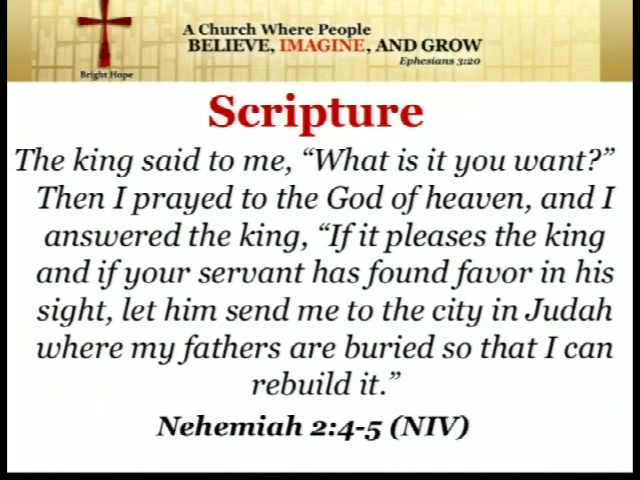 A Church Where People
BELIEVE, IMAGINE, AND GROW
Ephesians 3:20
Bright Hope
Scripture
The king said to me, “What is it you want?”
Then I prayed to the God of heaven, and I
answered the king, “If it pleases the king
and if your servant has found favor in his
sight, let him send me to the city in Judah
where my fathers are buried so that I can
rebuild it.”
Nehemiah 2:4-5 (NIV)